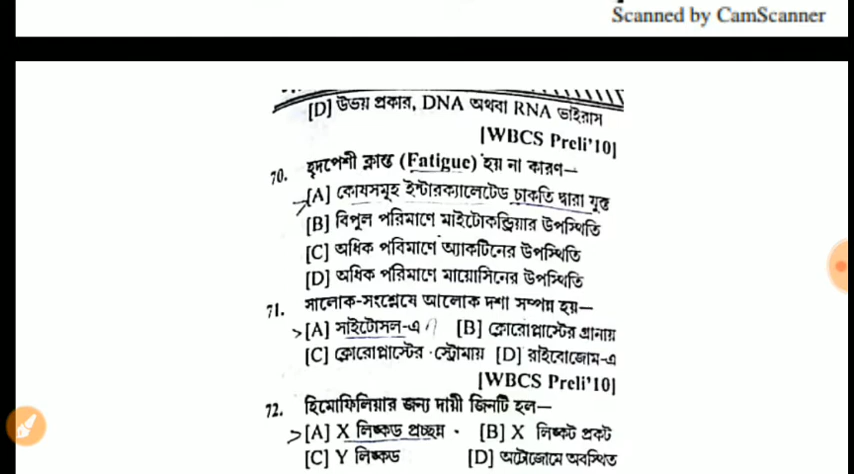 Scanned by CamScanner
[D] উভয় প্রকার, DNA অথবা RNA ভাইরাস
[WBCS Preli'10]
70. হৃদপেশী ক্লান্ত (Fatigue) হয় না কারণ—
[A] কোষসমূহ ইন্টারক্যালেটেড চাকতি দ্বারা যুক্ত
[B] বিপুল পরিমাণে মাইটোকন্ড্রিয়ার উপস্থিতি
[C] অধিক পরিমাণে অ্যাকটিনের উপস্থিতি
[D] অধিক পরিমাণে মায়োসিনের উপস্থিতি
71. সালোক-সংশ্লেষে আলোক দশা সম্পন্ন হয়—
[A] সাইটোসল-এ [B] ক্লোরোপ্লাস্টের গ্রানায়
[C] ক্লোরোপ্লাস্টের স্ট্রোমায় [D] রাইবোজোম-এ
[WBCS Preli'10]
72. হিমোফিলিয়ার জন্য দায়ী জিনটি হল—
[A] X লিঙ্কড প্রচ্ছন্ন [B] X লিঙ্কট প্রকট
[C] Y লিঙ্কড [D] অটোজোমে অবস্থিত